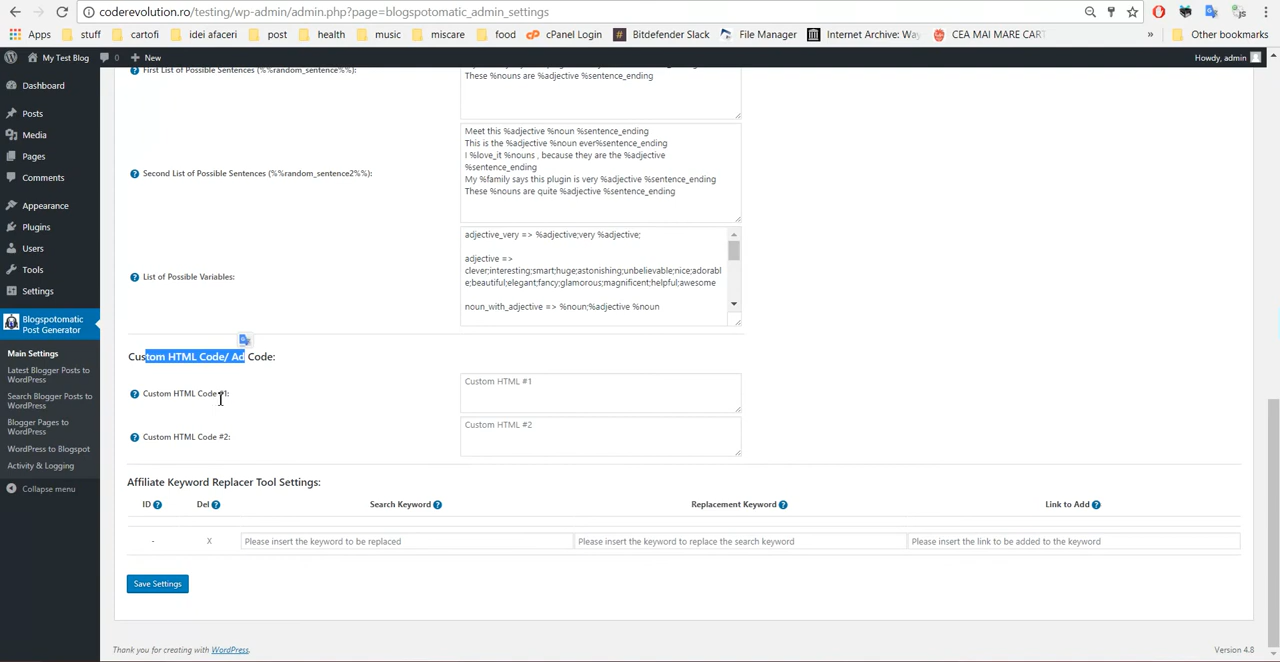 coderevolution.ro/testing/wp-admin/admin.php?page=blogspotomatic_admin_settings
Apps stuff cartofi idei afaceri post health music miscare food cPanel Login Bitdefender Slack File Manager Internet Archive: Way CEA MAI MARE CART » Other bookmarks
My Test Blog 0 + New Howdy, admin
Dashboard
Posts
Media
Pages
Comments
Appearance
Plugins
Users
Tools
Settings
Blogspotomatic
Post Generator
Main Settings
Latest Blogger Posts to
WordPress
Search Blogger Posts to
WordPress
Blogger Pages to
WordPress
WordPress to Blogspot
Activity & Logging
Collapse menu
First List of Possible Sentences (%%random_sentence%%):
These %nouns are %adjective %sentence_ending
Second List of Possible Sentences (%%random_sentence2%%):
Meet this %adjective %noun %sentence_ending
This is the %adjective %noun ever%sentence_ending
I %love_it %nouns , because they are the %adjective
%sentence_ending
My %family says this plugin is very %adjective %sentence_ending
These %nouns are quite %adjective %sentence_ending
List of Possible Variables:
adjective_very => %adjective;very %adjective;
adjective =>
clever;interesting;smart;huge;astonishing;unbelievable;nice;adorabl
e;beautiful;elegant;fancy;glamorous;magnificent;helpful;awesome
noun_with_adjective => %noun;%adjective %noun
Custom HTML Code/ Ad Code:
Custom HTML Code #1:
Custom HTML #1
Custom HTML Code #2:
Custom HTML #2
Affiliate Keyword Replacer Tool Settings:
ID Del Search Keyword Replacement Keyword Link to Add
- X Please insert the keyword to be replaced Please insert the keyword to replace the search keyword Please insert the link to be added to the keyword
Save Settings
Thank you for creating with WordPress. Version 4.8